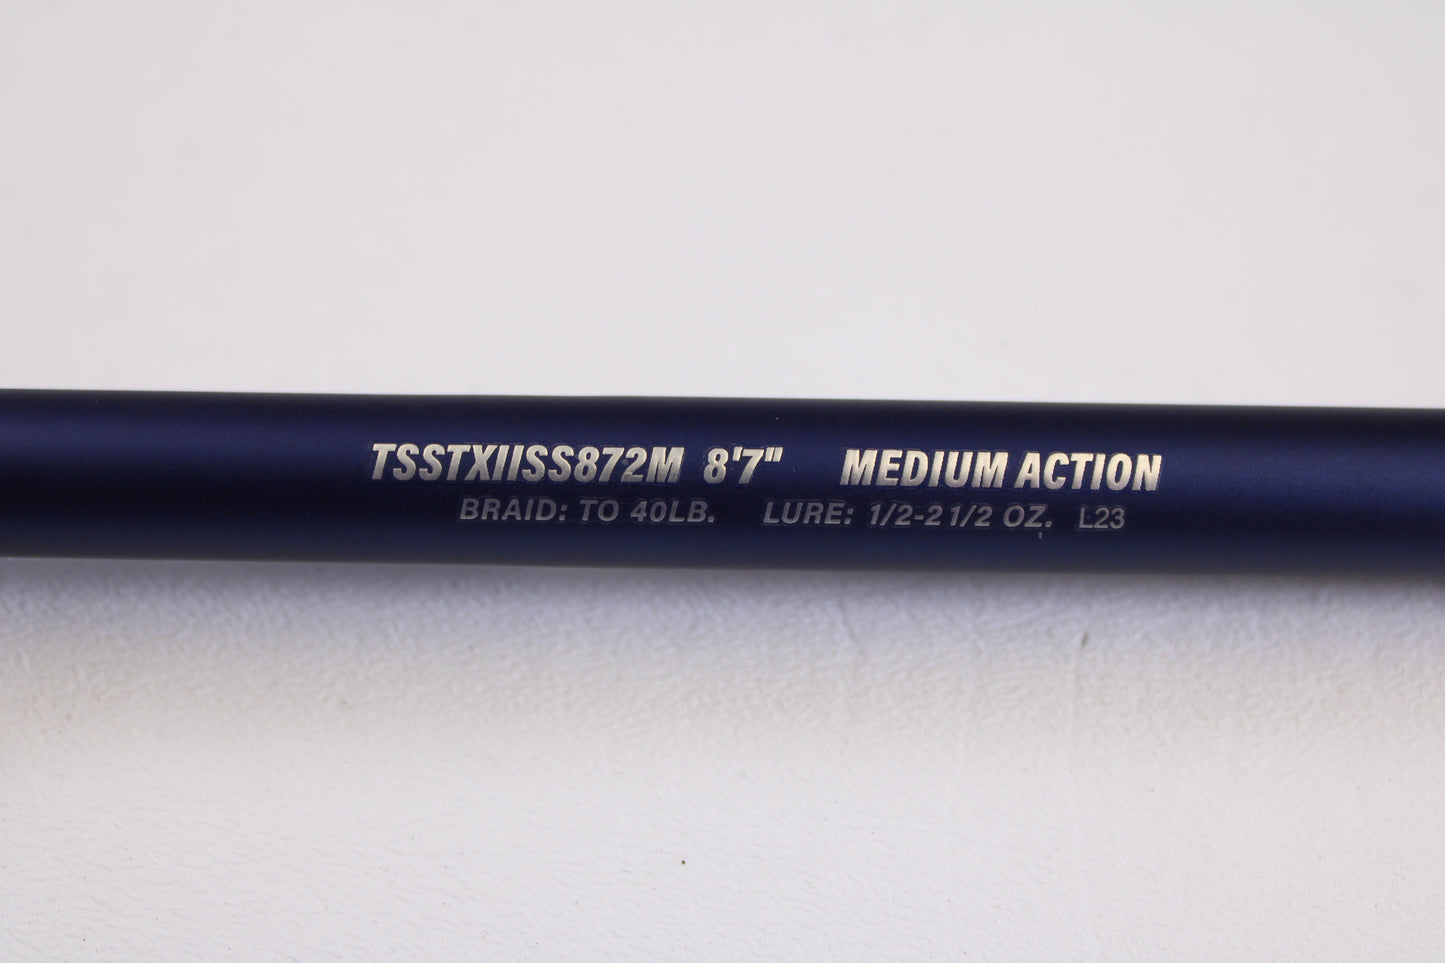 TSSTXIISS872M 8'7" MEDIUM ACTION
BRAID: TO 40LB. LURE: 1/2-2 1/2 OZ. L23